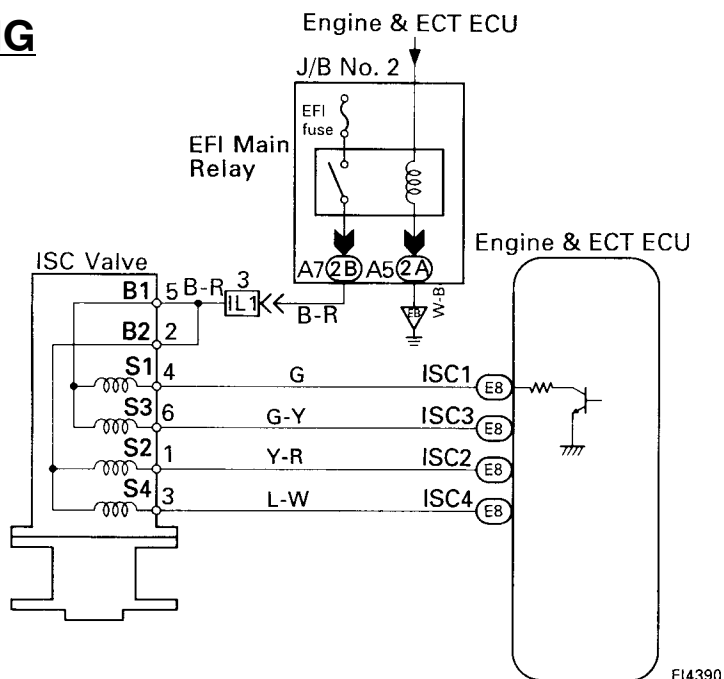 G
Engine & ECT ECU
J/B No. 2
EFI
fuse
EFI Main
Relay
A7 2B A5 2A
Engine & ECT ECU
ISC Valve
B1 5 B-R 3
IL1
B-R
W-B
EB
B2 2
S1 4 G ISC1 E8
S3 6 G-Y ISC3 E8
S2 1 Y-R ISC2 E8
S4 3 L-W ISC4 E8
FI4390